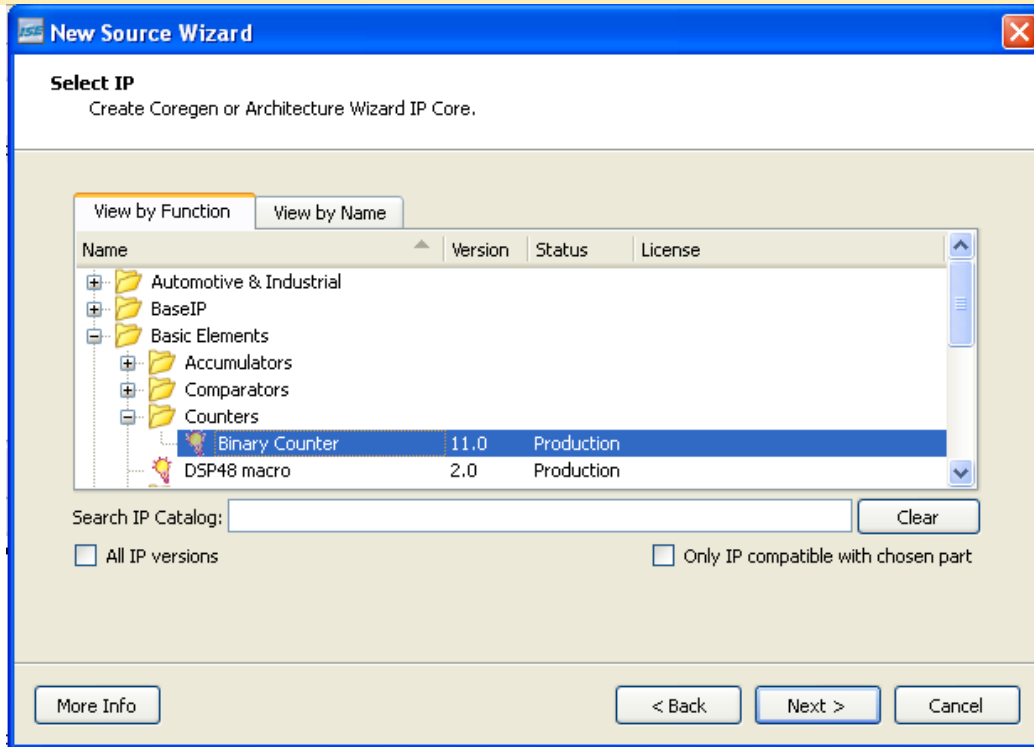 ISE New Source Wizard
Select IP
Create Coregen or Architecture Wizard IP Core.
View by Function View by Name
Name Version Status License
Automotive & Industrial
BaseIP
Basic Elements
Accumulators
Comparators
Counters
Binary Counter 11.0 Production
DSP48 macro 2.0 Production
Search IP Catalog: Clear
All IP versions Only IP compatible with chosen part
More Info < Back Next > Cancel